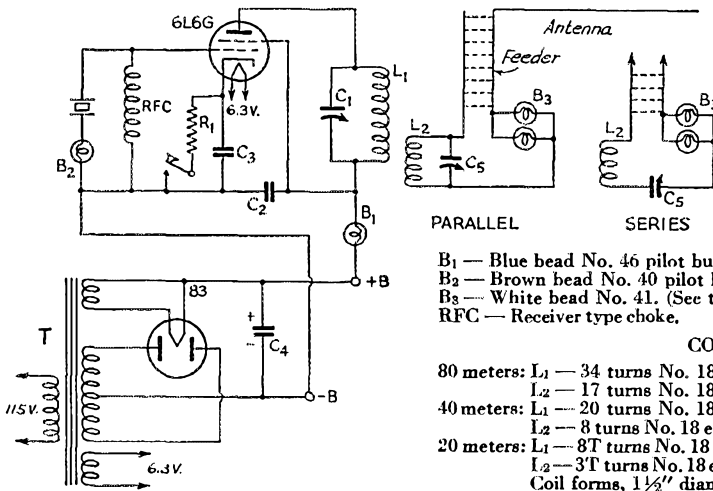 6L6G
RFC
R1
6.3V.
C3
C1
L1
B2
C2
B1
Antenna
Feeder
B3
L2
C5
PARALLEL
L2
C5
SERIES
T
83
+B
C4
-B
115V.
6.3V.
B1 — Blue bead No. 46 pilot
B2 — Brown bead No. 40 pilot
B3 — White bead No. 41. (See
RFC — Receiver type choke.
80 meters: L1 — 34 turns No. 18
L2 — 17 turns No. 18
40 meters: L1 — 20 turns No. 18
L2 — 8 turns No. 18
20 meters: L1 — 8T turns No. 18
L2 — 3T turns No. 18
Coil forms, 1½″